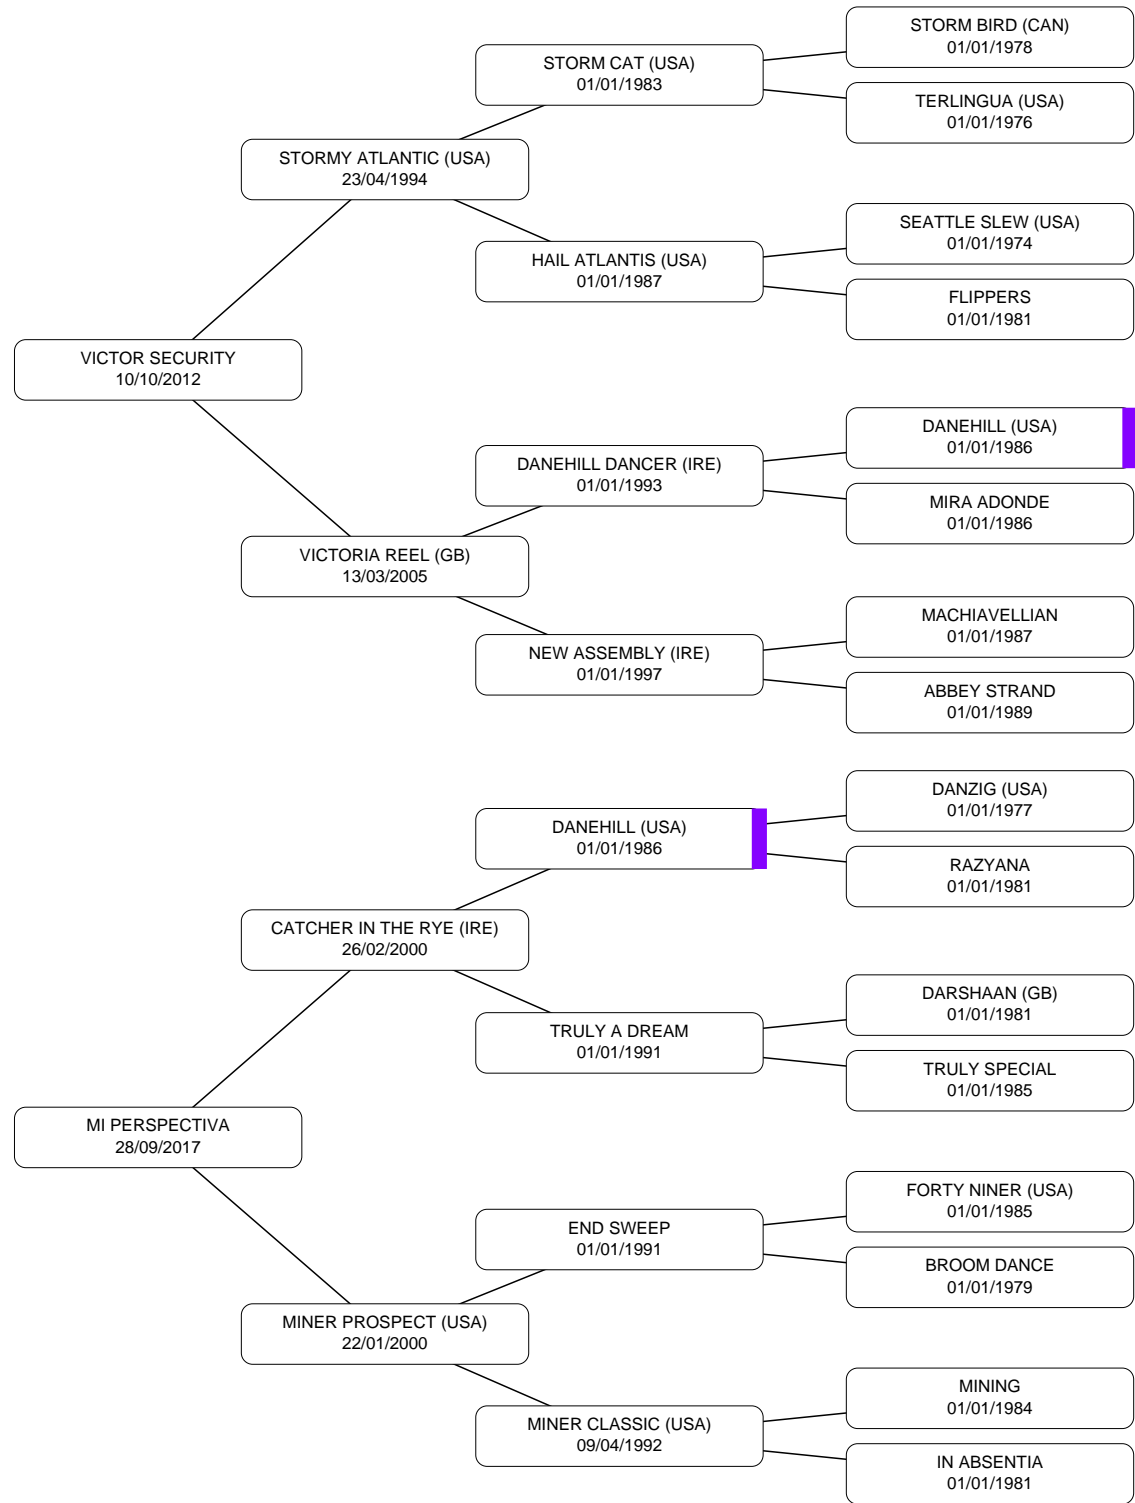 STORM BIRD (CAN)
01/01/1978
STORM CAT (USA)
01/01/1983
TERLINGUA (USA)
01/01/1976
STORMY ATLANTIC (USA)
23/04/1994
SEATTLE SLEW (USA)
01/01/1974
HAIL ATLANTIS (USA)
01/01/1987
FLIPPERS
01/01/1981
VICTOR SECURITY
10/10/2012
DANEHILL (USA)
01/01/1986
DANEHILL DANCER (IRE)
01/01/1993
MIRA ADONDE
01/01/1986
VICTORIA REEL (GB)
13/03/2005
MACHIAVELLIAN
01/01/1987
NEW ASSEMBLY (IRE)
01/01/1997
ABBEY STRAND
01/01/1989
DANZIG (USA)
01/01/1977
DANEHILL (USA)
01/01/1986
RAZYANA
01/01/1981
CATCHER IN THE RYE (IRE)
26/02/2000
DARSHAAN (GB)
01/01/1981
TRULY A DREAM
01/01/1991
TRULY SPECIAL
01/01/1985
MI PERSPECTIVA
28/09/2017
FORTY NINER (USA)
01/01/1985
END SWEEP
01/01/1991
BROOM DANCE
01/01/1979
MINER PROSPECT (USA)
22/01/2000
MINING
01/01/1984
MINER CLASSIC (USA)
09/04/1992
IN ABSENTIA
01/01/1981